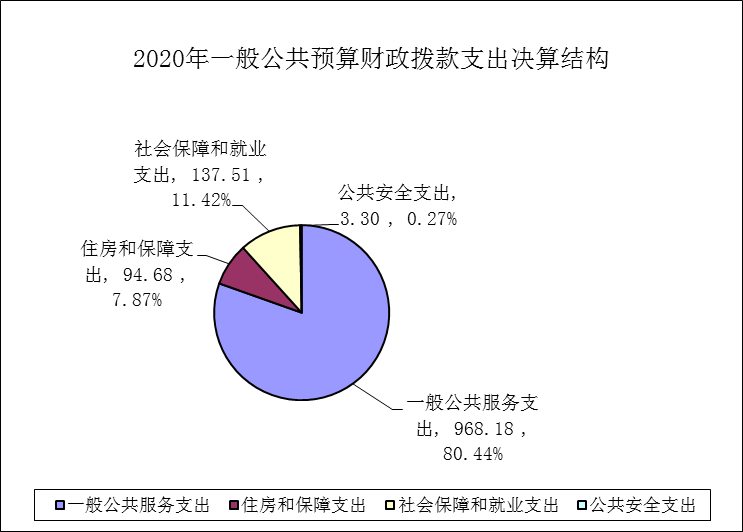 2020年一般公共预算财政拨款支出决算结构
社会保障和就业
支出, 137.51 ,
11.42%
公共安全支出,
3.30 , 0.27%
住房和保障支
出, 94.68 ,
7.87%
一般公共服务支
出, 968.18 ,
80.44%
一般公共服务支出 住房和保障支出 社会保障和就业支出 公共安全支出